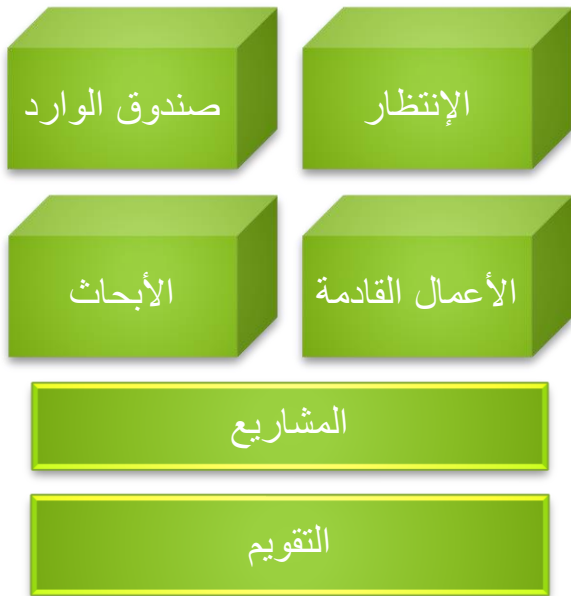 الإنتظار
صندوق الوارد
الأعمال القادمة
الأبحاث
المشاريع
التقويم